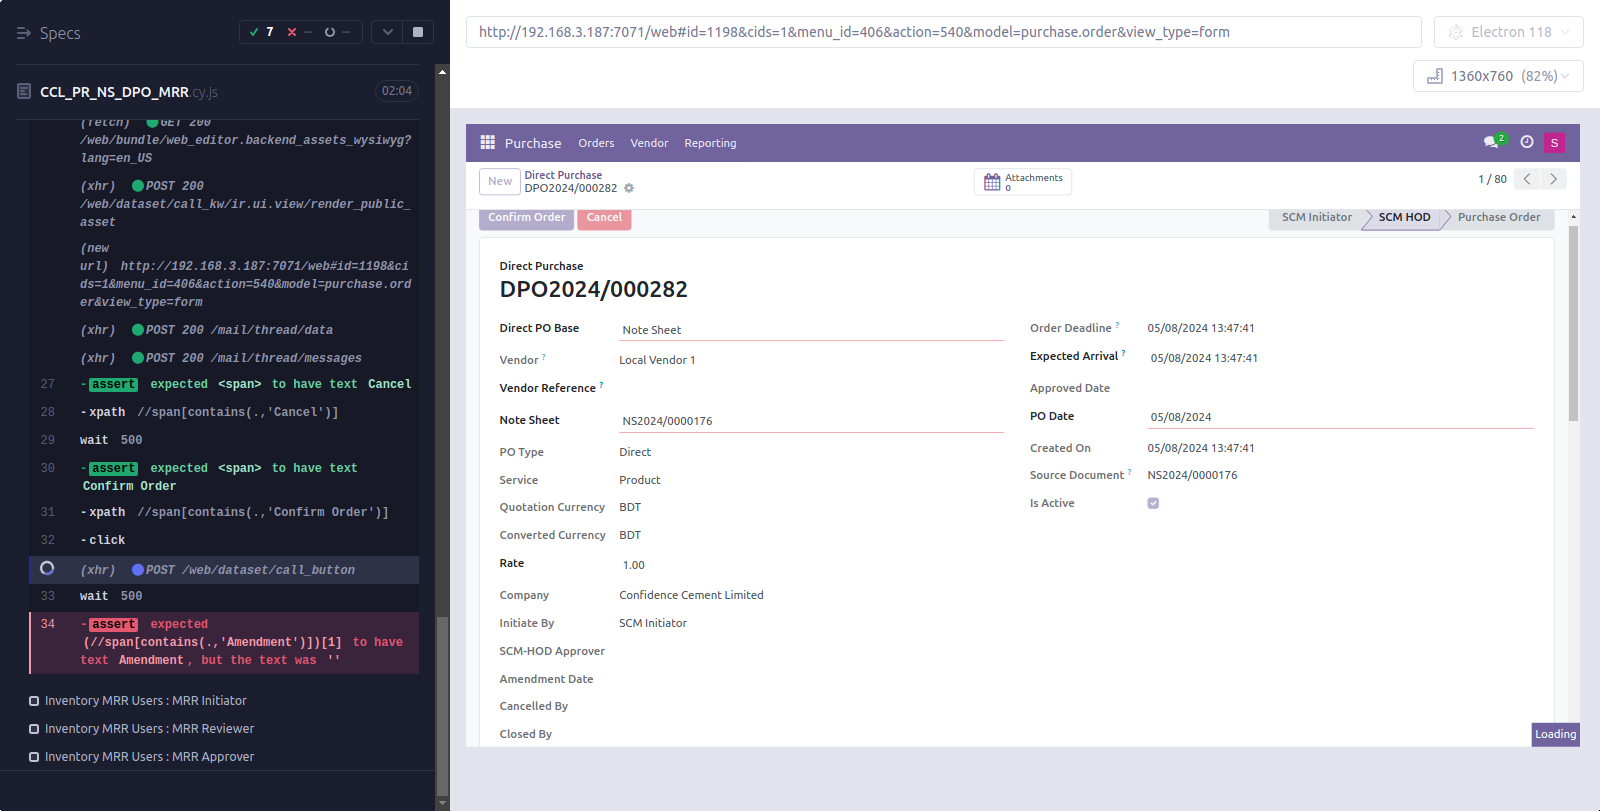 Specs
7
--
--
CCL_PR_NS_DPO_MRR.cy.js
02:04
(fetch) GET 200
/web/bundle/web_editor.backend_assets_wysiwyg?
lang=en_US
(xhr) POST 200
/web/dataset/call_kw/ir.ui.view/render_public_
asset
(new
url) http://192.168.3.187:7071/web#id=1198&ci
ds=1&menu_id=406&action=540&model=purchase.ord
er&view_type=form
(xhr) POST 200 /mail/thread/data
(xhr) POST 200 /mail/thread/messages
27 -assert expected <span> to have text Cancel
28 -xpath //span[contains(.,'Cancel')]
29 wait 500
30 -assert expected <span> to have text
Confirm Order
31 -xpath //span[contains(.,'Confirm Order')]
32 -click
(xhr) POST /web/dataset/call_button
33 wait 500
34 -assert expected
(//span[contains(.,'Amendment')])[1] to have
text Amendment, but the text was ''
Inventory MRR Users : MRR Initiator
Inventory MRR Users : MRR Reviewer
Inventory MRR Users : MRR Approver
http://192.168.3.187:7071/web#id=1198&cids=1&menu_id=406&action=540&model=purchase.order&view_type=form
Electron 118
1360x760 (82%)
Purchase Orders Vendor Reporting
2
S
New
Direct Purchase
DPO2024/000282
Attachments
0
1 / 80
Confirm Order Cancel
SCM Initiator SCM HOD Purchase Order
Direct Purchase
DPO2024/000282
Direct PO Base Note Sheet
Vendor ? Local Vendor 1
Vendor Reference ?
Note Sheet NS2024/0000176
PO Type Direct
Service Product
Quotation Currency BDT
Converted Currency BDT
Rate 1.00
Company Confidence Cement Limited
Initiate By SCM Initiator
SCM-HOD Approver
Amendment Date
Cancelled By
Closed By
Order Deadline ? 05/08/2024 13:47:41
Expected Arrival ? 05/08/2024 13:47:41
Approved Date
PO Date 05/08/2024
Created On 05/08/2024 13:47:41
Source Document ? NS2024/0000176
Is Active
Loading